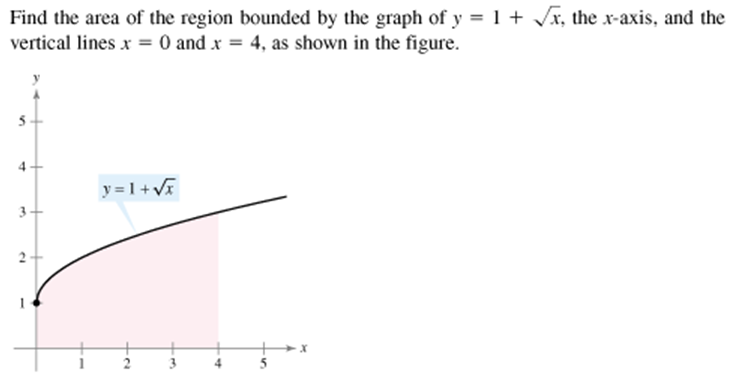 Find the area of the region bounded by the graph of y = 1 + √x, the x-axis, and the
vertical lines x = 0 and x = 4, as shown in the figure.
y
5
4
y = 1 + √x
3
2
1
x
1 2 3 4 5